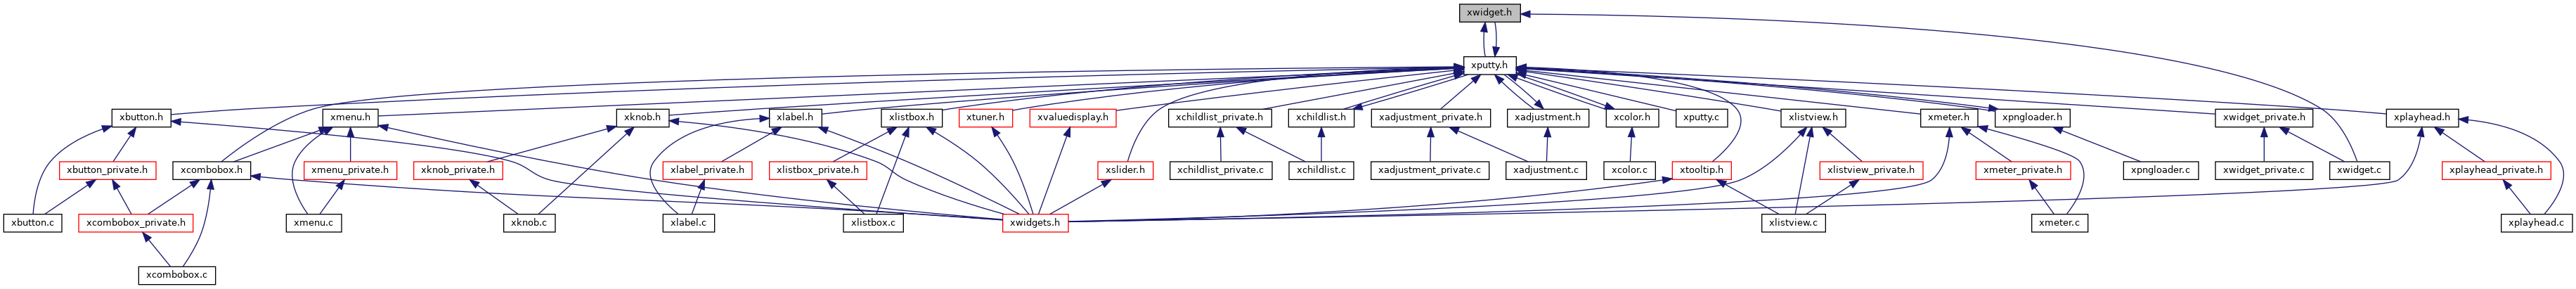 xwidget.h
xputty.h
xbutton.h
xmenu.h
xknob.h
xlabel.h
xlistbox.h
xtuner.h
xvaluedisplay.h
xchildlist_private.h
xchildlist.h
xadjustment_private.h
xadjustment.h
xcolor.h
xputty.c
xlistview.h
xmeter.h
xpngloader.h
xwidget_private.h
xplayhead.h
xbutton_private.h
xcombobox.h
xmenu_private.h
xknob_private.h
xlabel_private.h
xlistbox_private.h
xslider.h
xchildlist_private.c
xchildlist.c
xadjustment_private.c
xadjustment.c
xcolor.c
xtooltip.h
xlistview_private.h
xmeter_private.h
xpngloader.c
xwidget_private.c
xwidget.c
xplayhead_private.h
xbutton.c
xcombobox_private.h
xmenu.c
xknob.c
xlabel.c
xlistbox.c
xwidgets.h
xlistview.c
xmeter.c
xplayhead.c
xcombobox.c